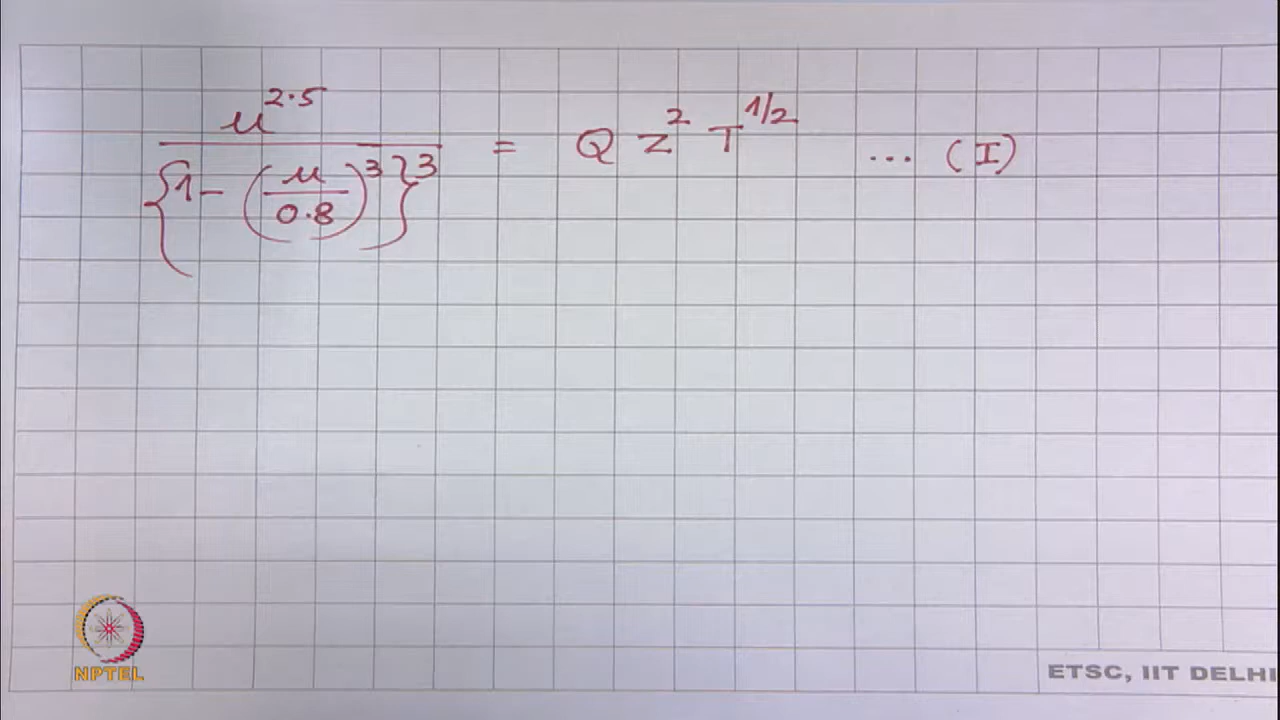 u^2.5 / {1 - (u/0.8)^3}^3 = Q Z^2 T^1/2 ... (I)
NPTEL
ETSC, IIT DELHI